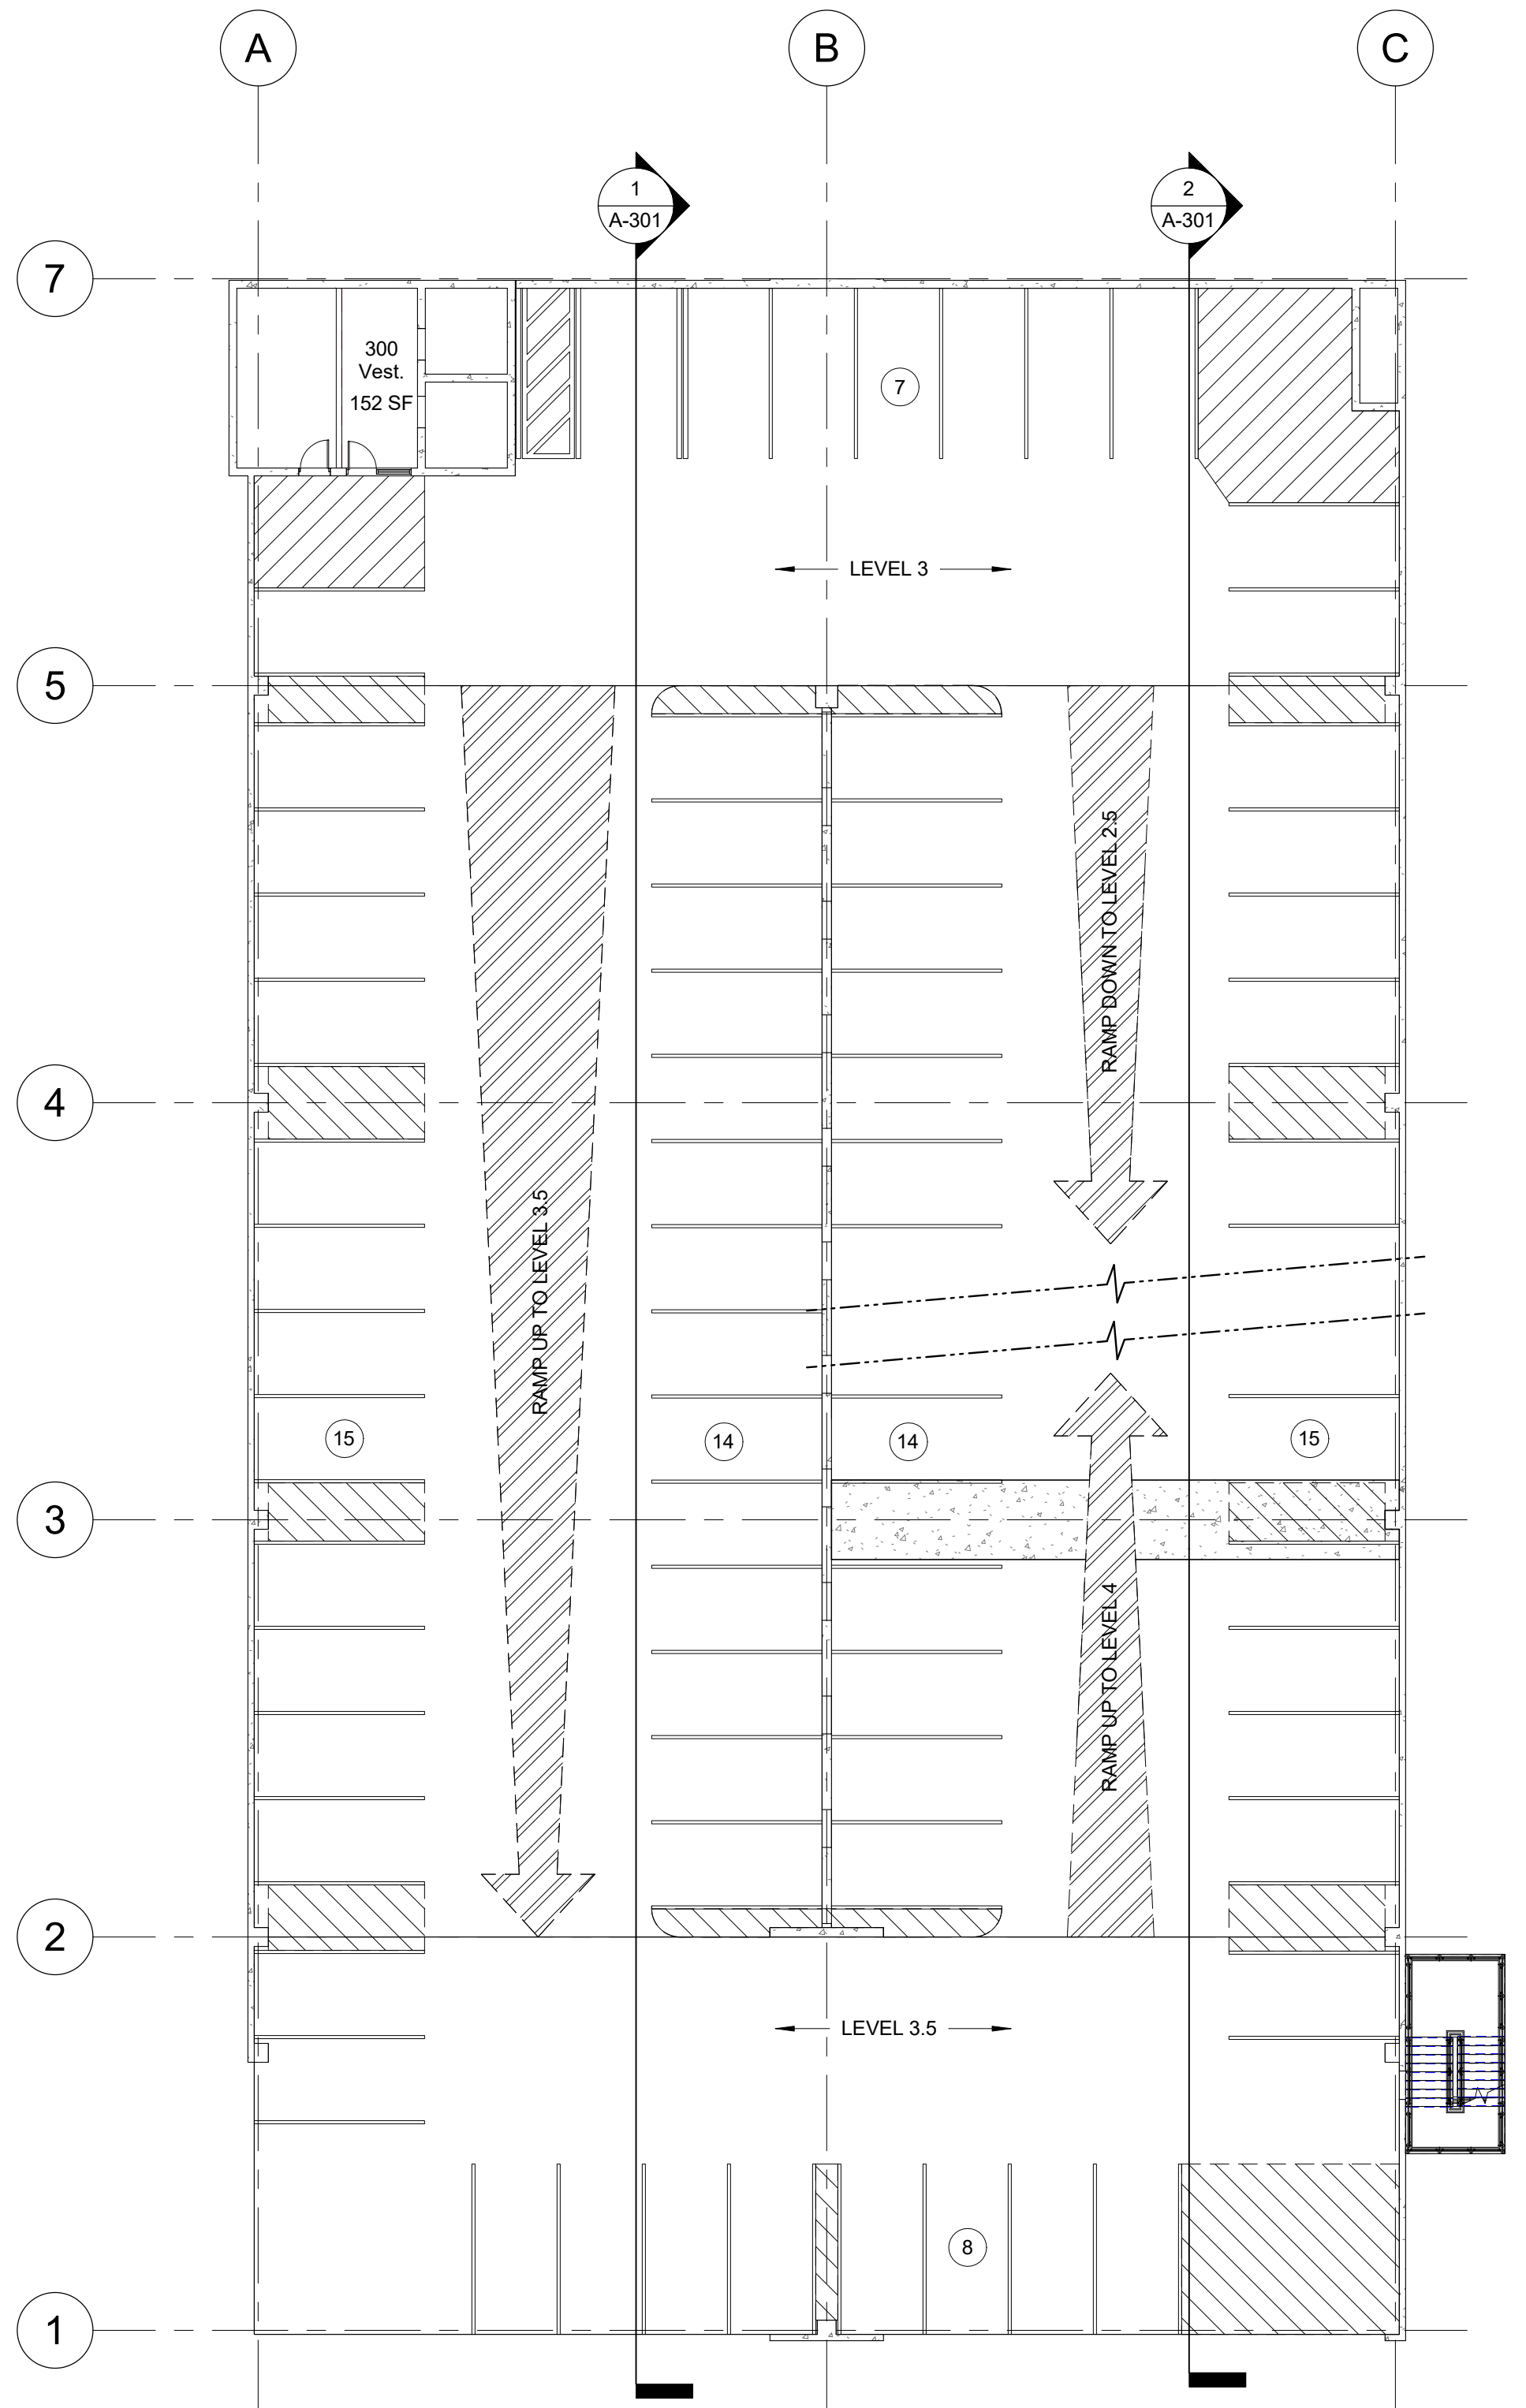 A
B
C
1
A-301
2
A-301
7
300
Vest.
152 SF
7
LEVEL 3
5
RAMP DOWN TO LEVEL 2.5
4
RAMP UP TO LEVEL 3.5
15
14
14
15
3
RAMP UP TO LEVEL 4
2
LEVEL 3.5
8
1